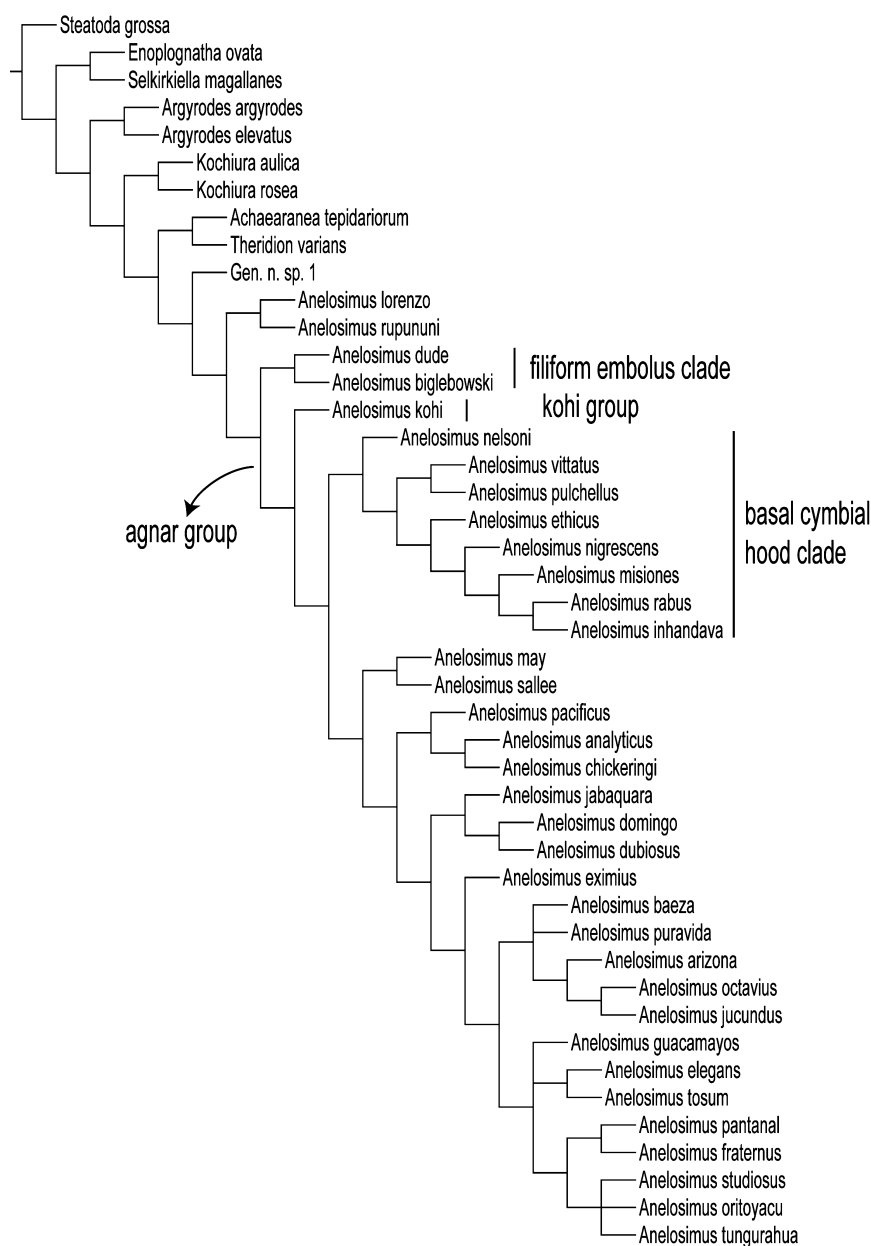 Steatoda grossa
Enoplognatha ovata
Selkirkiella magallanes
Argyrodes argyrodes
Argyrodes elevatus
Kochiura aulica
Kochiura rosea
Achaearanea tepidariorum
Theridion varians
Gen. n. sp. 1
Anelosimus lorenzo
Anelosimus rupununi
Anelosimus dude
Anelosimus biglebowski
filiform embolus clade
Anelosimus kohi
kohi group
Anelosimus nelsoni
Anelosimus vittatus
Anelosimus pulchellus
Anelosimus ethicus
Anelosimus nigrescens
Anelosimus misiones
Anelosimus rabus
Anelosimus inhandava
basal cymbial
hood clade
agnar group
Anelosimus may
Anelosimus sallee
Anelosimus pacificus
Anelosimus analyticus
Anelosimus chickeringi
Anelosimus jabaquara
Anelosimus domingo
Anelosimus dubiosus
Anelosimus eximius
Anelosimus baeza
Anelosimus puravida
Anelosimus arizona
Anelosimus octavius
Anelosimus jucundus
Anelosimus guacamayos
Anelosimus elegans
Anelosimus tosum
Anelosimus pantanal
Anelosimus fraternus
Anelosimus studiosus
Anelosimus oritoyacu
Anelosimus tungurahua